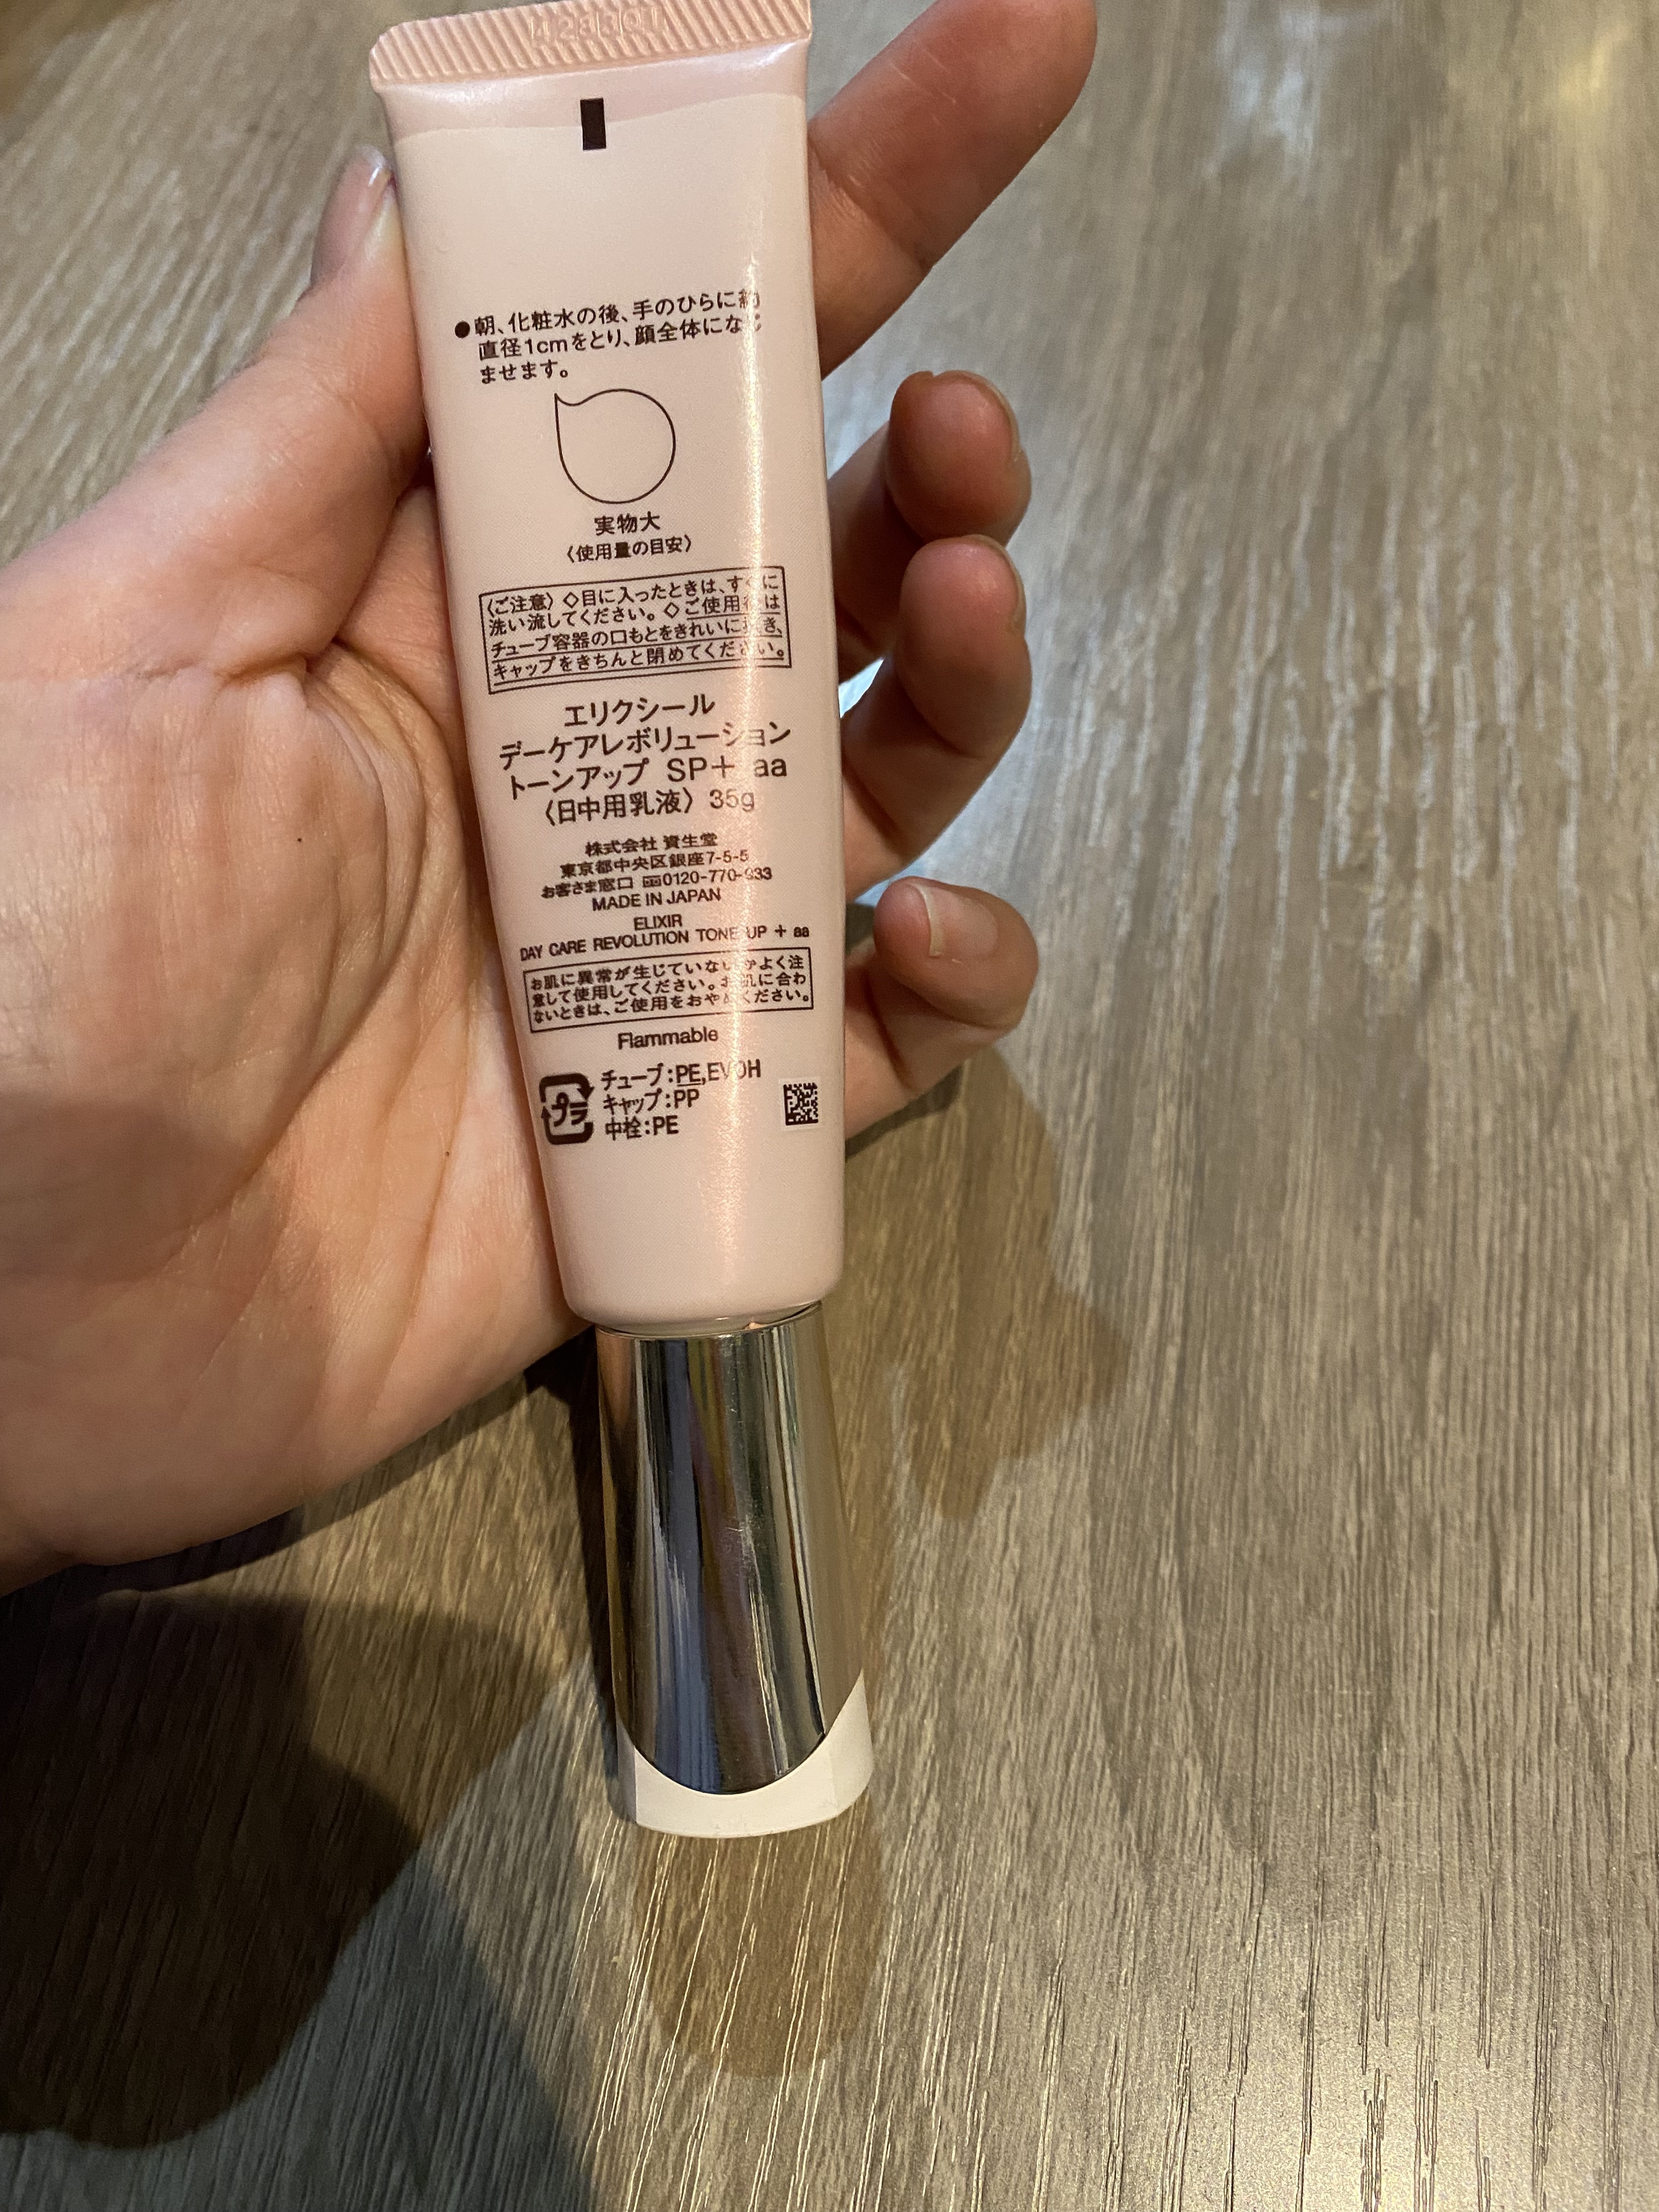 ●朝、化粧水の後、手のひらに約
直径1cmをとり、顔全体になじ
ませます。
実物大
〈使用量の目安〉
〈ご注意〉◇目に入ったときは、すぐに
洗い流してください。◇ご使用後は
チューブ容器の口もとをきれいに拭き、
キャップをきちんと閉めてください。
エリクシール
デーケアレボリューション
トーンアップ SP+ aa
〈日中用乳液〉 35g
株式会社 資生堂
東京都中央区銀座7-5-5
お客さま窓口
MADE IN JAPAN
ELIXIR
DAY CARE REVOLUTION TONE UP + aa
お肌に異常が生じていないかよく注
意して使用してください。お肌に合わ
ないときは、ご使用をおやめください。
Flammable
プラ
チューブ:PE,EVOH
キャップ:PP
中栓:PE